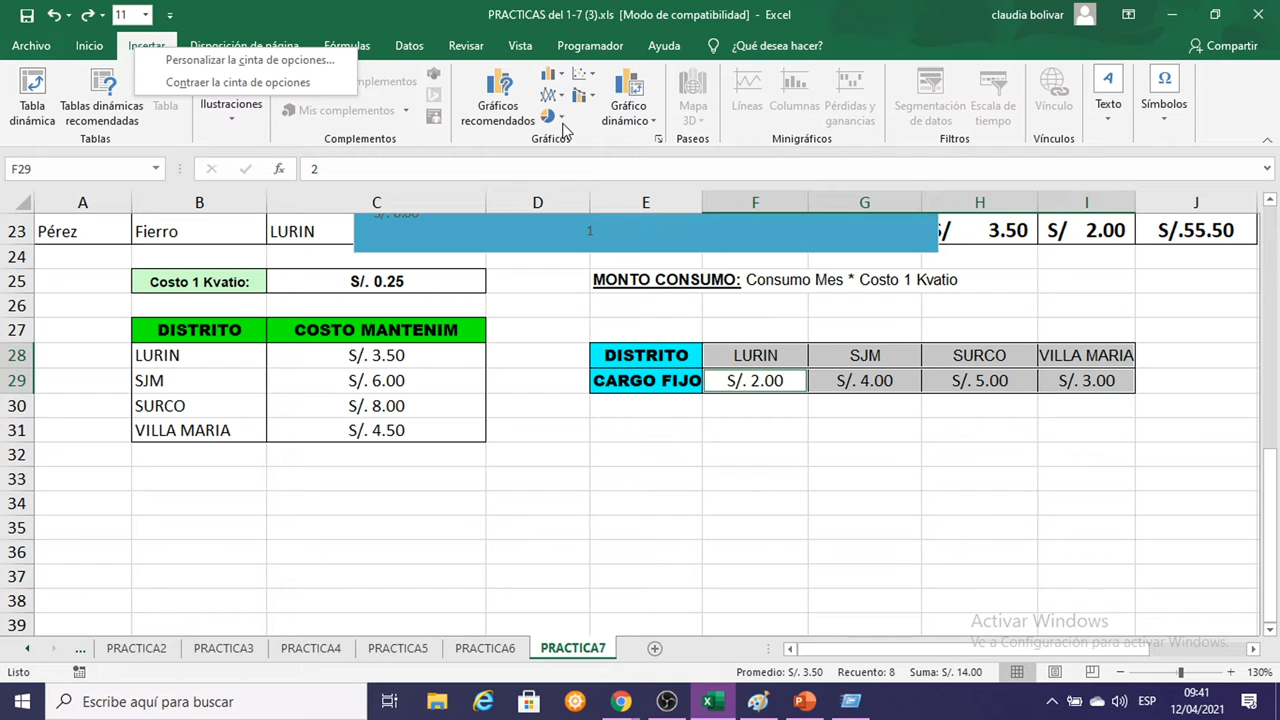 11
PRACTICAS del 1-7 (3).xls [Modo de compatibilidad] - Excel
claudia bolivar
Archivo Inicio Insertar Disposición de página Fórmulas Datos Revisar Vista Programador Ayuda ¿Qué desea hacer? Compartir
Personalizar la cinta de opciones...
Contraer la cinta de opciones
Tabla dinámica
Tablas dinámicas recomendadas
Tabla
Ilustraciones
Mis complementos
Gráficos recomendados
Gráfico dinámico
Mapa 3D
Líneas
Columnas
Pérdidas y ganancias
Segmentación de datos
Escala de tiempo
Vínculo
Texto
Símbolos
Tablas Complementos Gráficos Paseos Minigráficos Filtros Vínculos
F29 fx 2
A B C D E F G H I J
23 Pérez Fierro LURIN 1 3.50 S/ 2.00 S/.55.50
24
25 Costo 1 Kvatio: S/. 0.25 MONTO CONSUMO: Consumo Mes * Costo 1 Kvatio
26
27 DISTRITO COSTO MANTENIM
28 LURIN S/. 3.50 DISTRITO LURIN SJM SURCO VILLA MARIA
29 SJM S/. 6.00 CARGO FIJO S/. 2.00 S/. 4.00 S/. 5.00 S/. 3.00
30 SURCO S/. 8.00
31 VILLA MARIA S/. 4.50
32
33
34
35
36
37
38
39
Activar Windows
Ve a Configuración para activar Windows.
... PRACTICA2 PRACTICA3 PRACTICA4 PRACTICA5 PRACTICA6 PRACTICA7
Listo Promedio: S/. 3.50 Recuento: 8 Suma: S/. 14.00 130%
Escribe aquí para buscar ESP 09:41
12/04/2021